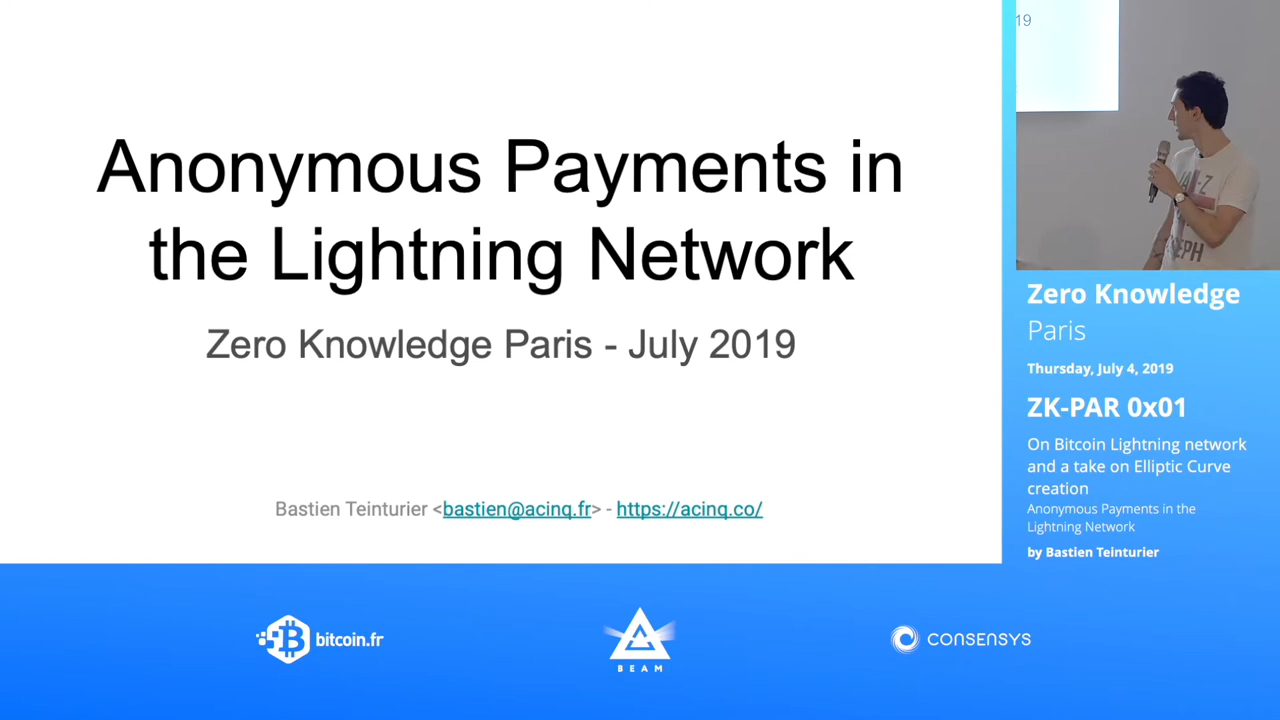 Anonymous Payments in
the Lightning Network
Zero Knowledge Paris - July 2019
Bastien Teinturier <bastien@acinq.fr> - https://acinq.co/
19
Zero Knowledge
Paris
Thursday, July 4, 2019
ZK-PAR 0x01
On Bitcoin Lightning network
and a take on Elliptic Curve
creation
Anonymous Payments in the
Lightning Network
by Bastien Teinturier
bitcoin.fr
BEAM
CONSENSYS